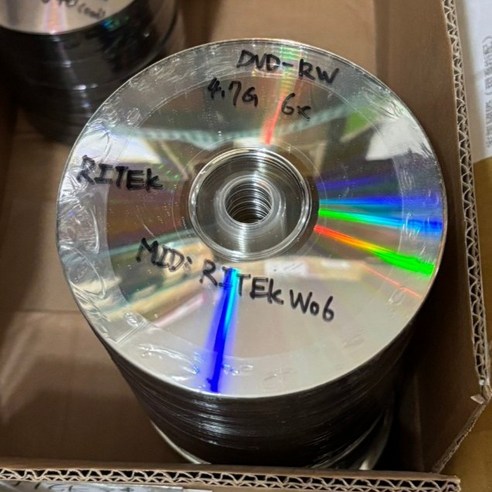 DVD-RW
4.7G 6x
RITEK
MID: RITEK W06